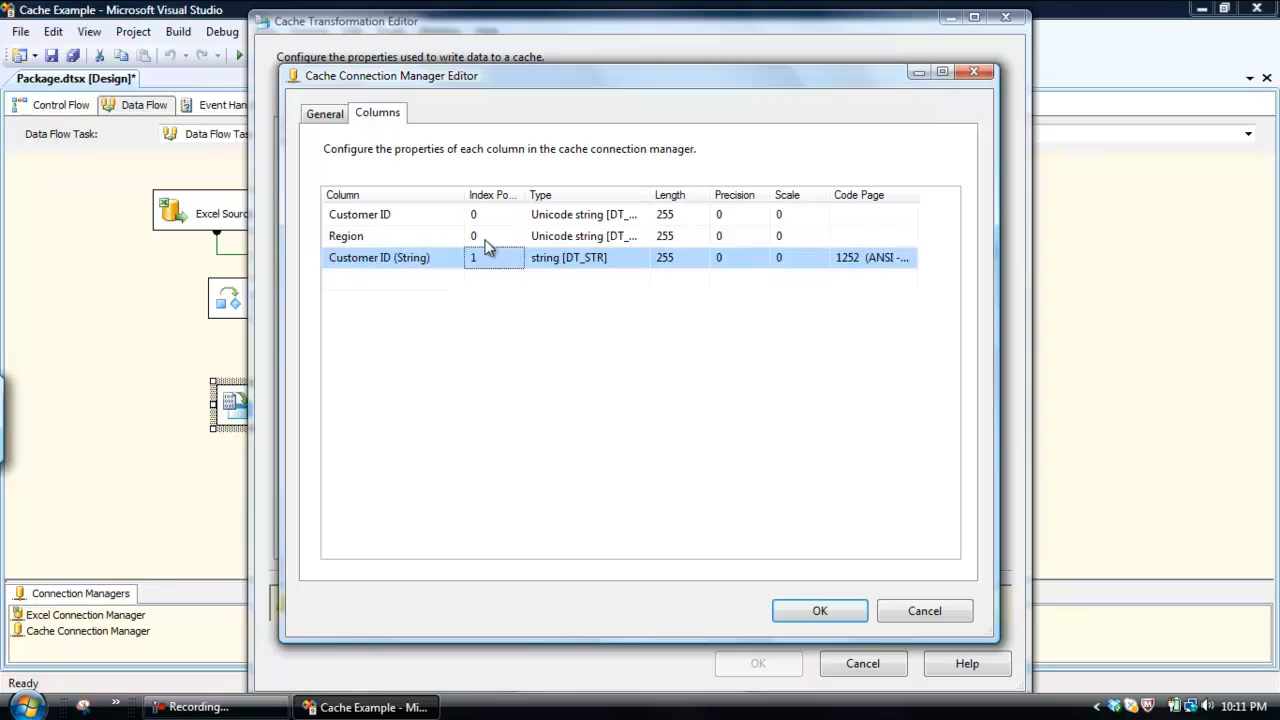 Cache Example - Microsoft Visual Studio
Cache Transformation Editor
File Edit View Project Build Debug
Configure the properties used to write data to a cache.
Cache Connection Manager Editor
Package.dtsx [Design]*
Control Flow Data Flow Event Han
General Columns
Data Flow Task: Data Flow Tas
Configure the properties of each column in the cache connection manager.
Column Index Po... Type Length Precision Scale Code Page
Customer ID 0 Unicode string [DT_... 255 0 0
Excel Sourc
Region 0 Unicode string [DT_... 255 0 0
Customer ID (String) 1 string [DT_STR] 255 0 0 1252 (ANSI -...
Connection Managers
Excel Connection Manager
Cache Connection Manager
OK Cancel
OK Cancel Help
Ready
Recording... Cache Example - Mi... 10:11 PM